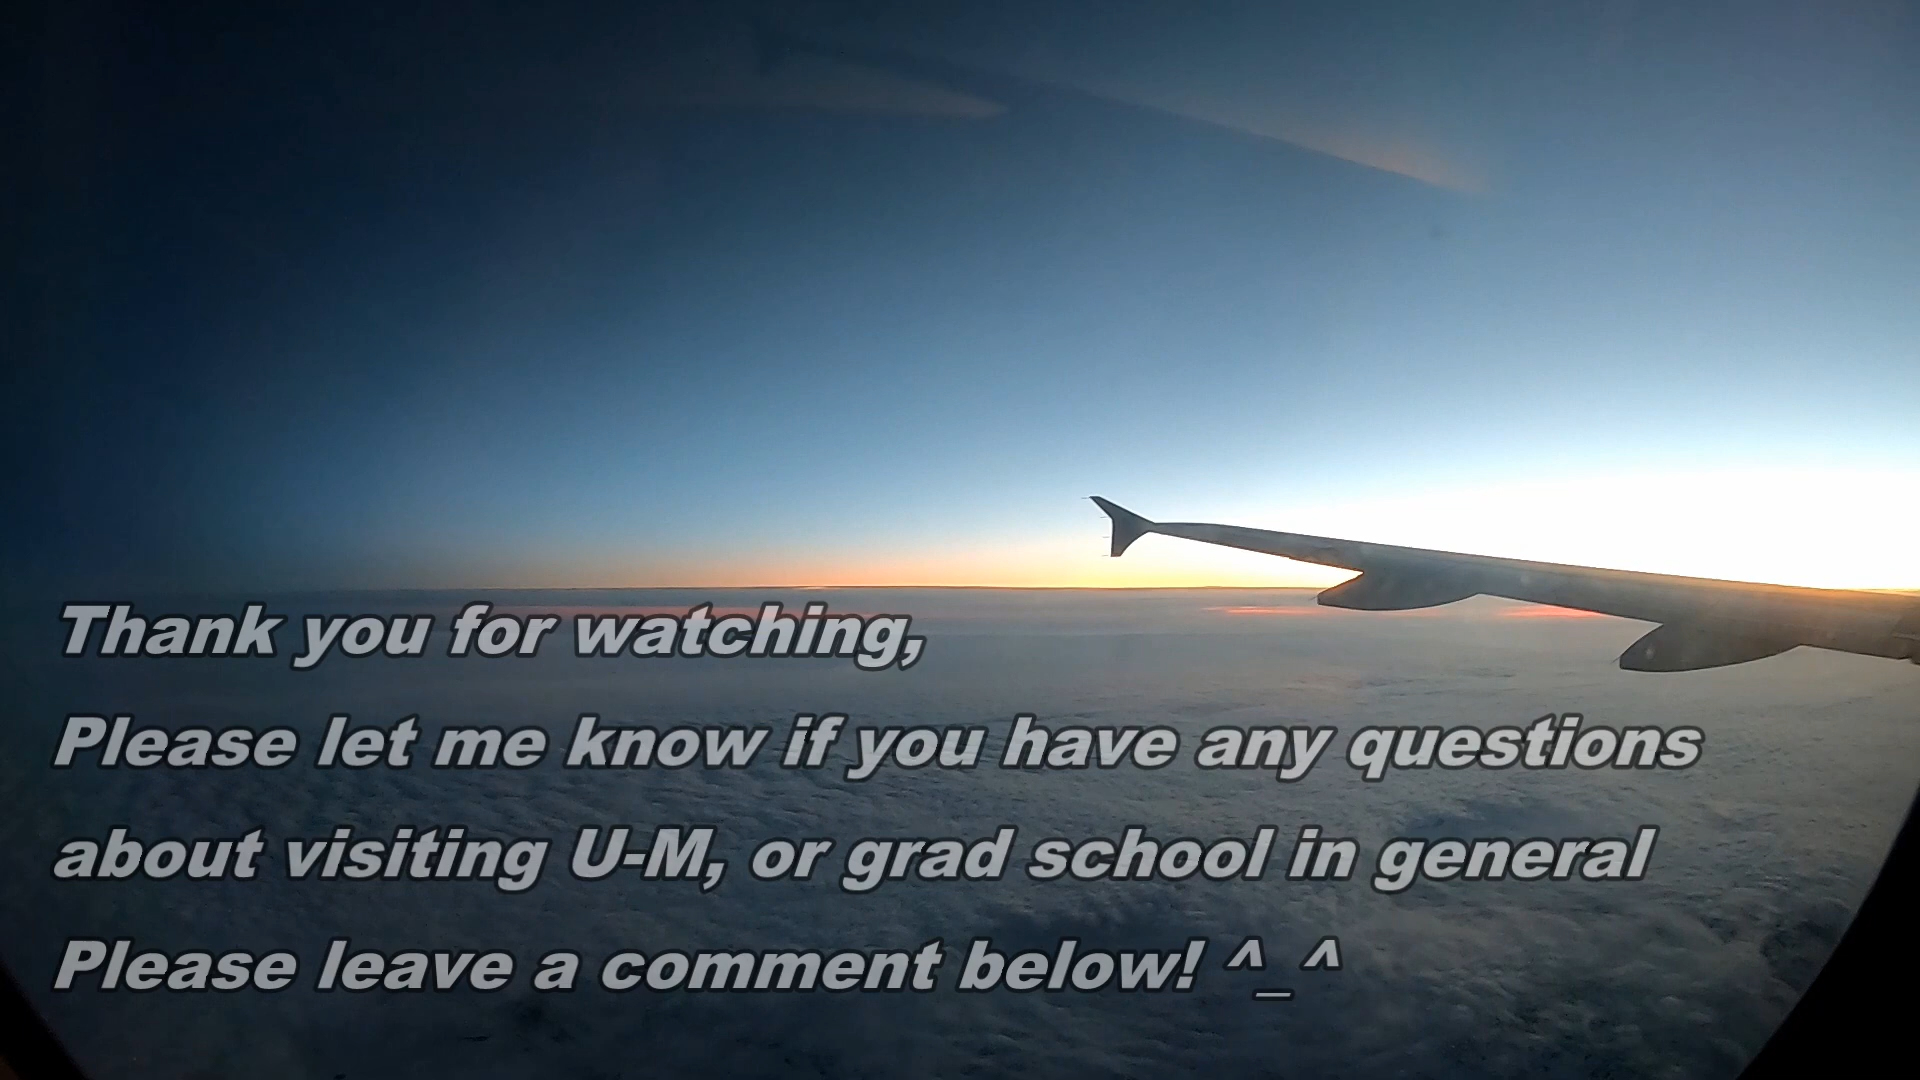 Thank you for watching,
Please let me know if you have any questions
about visiting U-M, or grad school in general
Please leave a comment below! ^_^